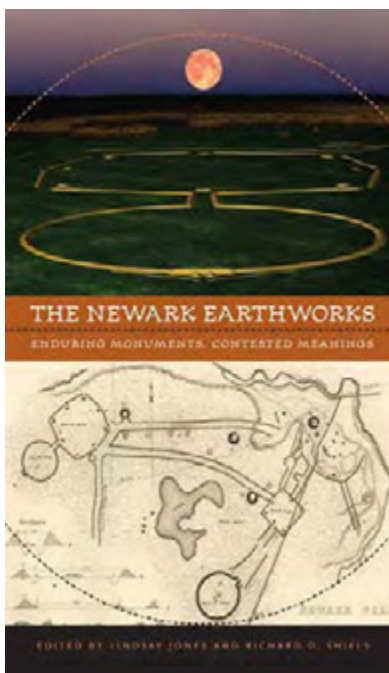 THE NEWARK EARTHWORKS
ENDURING MONUMENTS, CONTESTED MEANINGS
EDITED BY LINDSAY JONES AND RICHARD D. SHIELS